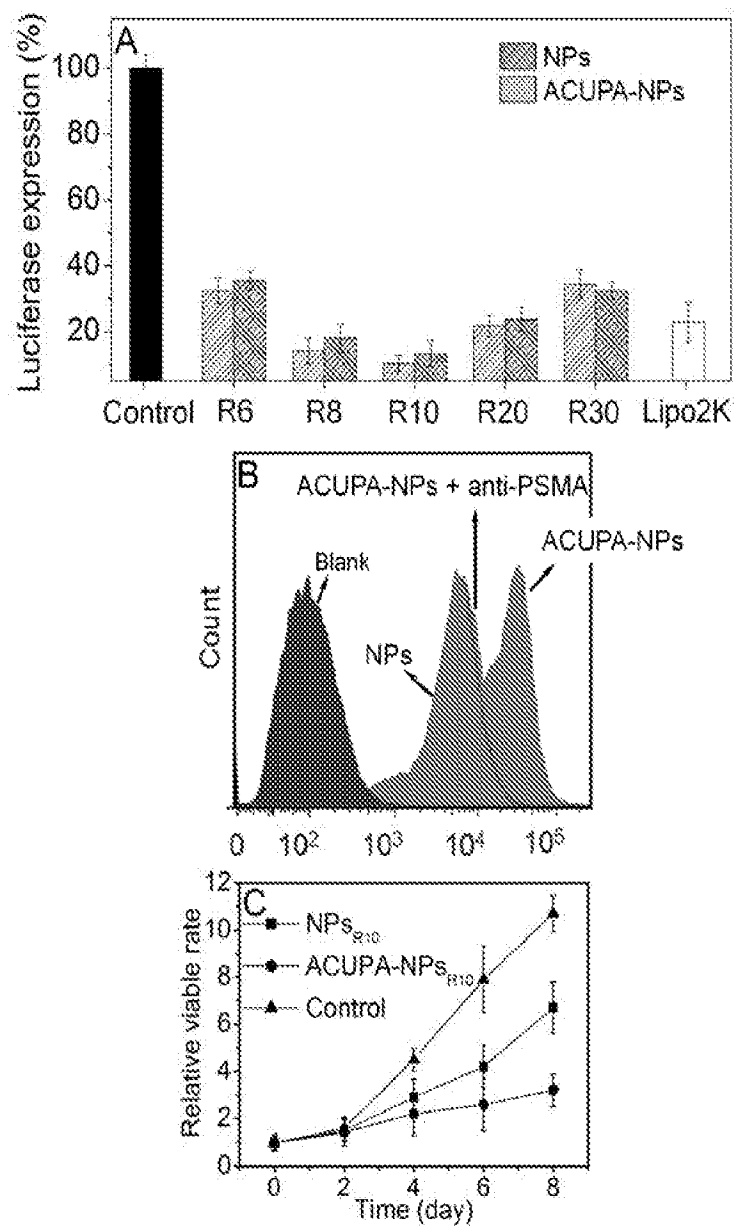 A
Luciferase expression (%)
100
80
60
40
20
NPs
ACUPA-NPs
Control R6 R8 R10 R20 R30 Lipo2K
B
ACUPA-NPs + anti-PSMA
ACUPA-NPs
Blank
NPs
Count
0 10² 10³ 10⁴ 10⁵
C
Relative viable rate
12
10
8
6
4
2
0
NPs_R10
ACUPA-NPs_R10
Control
0 2 4 6 8
Time (day)